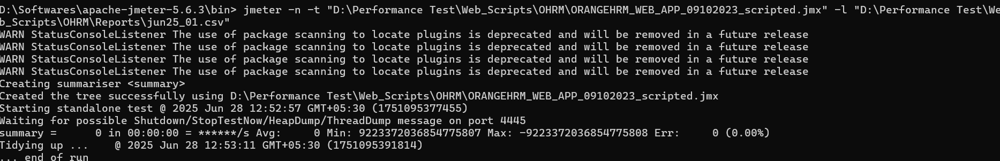 D:\Softwares\apache-jmeter-5.6.3\bin> jmeter -n -t "D:\Performance Test\Web_Scripts\OHRM\ORANGEHRM_WEB_APP_09102023_scripted.jmx" -l "D:\Performance Test\We
b_Scripts\OHRM\Reports\jun25_01.csv"
WARN StatusConsoleListener The use of package scanning to locate plugins is deprecated and will be removed in a future release
WARN StatusConsoleListener The use of package scanning to locate plugins is deprecated and will be removed in a future release
WARN StatusConsoleListener The use of package scanning to locate plugins is deprecated and will be removed in a future release
WARN StatusConsoleListener The use of package scanning to locate plugins is deprecated and will be removed in a future release
Creating summariser <summary>
Created the tree successfully using D:\Performance Test\Web_Scripts\OHRM\ORANGEHRM_WEB_APP_09102023_scripted.jmx
Starting standalone test @ 2025 Jun 28 12:52:57 GMT+05:30 (1751095377455)
Waiting for possible Shutdown/StopTestNow/HeapDump/ThreadDump message on port 4445
summary =      0 in 00:00:00 = ******/s Avg:     0 Min: 9223372036854775807 Max: -9223372036854775808 Err:     0 (0.00%)
Tidying up ...    @ 2025 Jun 28 12:53:11 GMT+05:30 (1751095391814)
... end of run